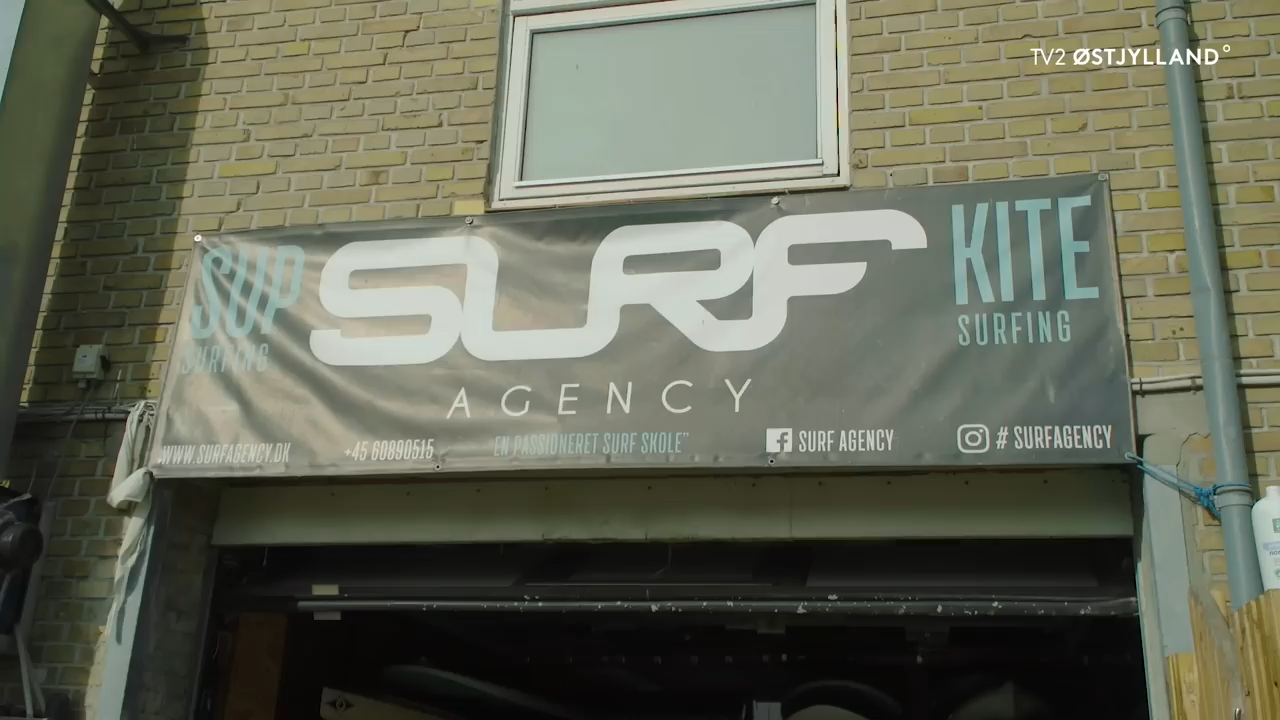 TV2 ØSTJYLLAND°
SUP
SURFING
SURF
AGENCY
KITE
SURFING
WWW.SURFAGENCY.DK
+45 60890515
EN PASSIONERET SURF SKOLE"
SURF AGENCY
# SURFAGENCY